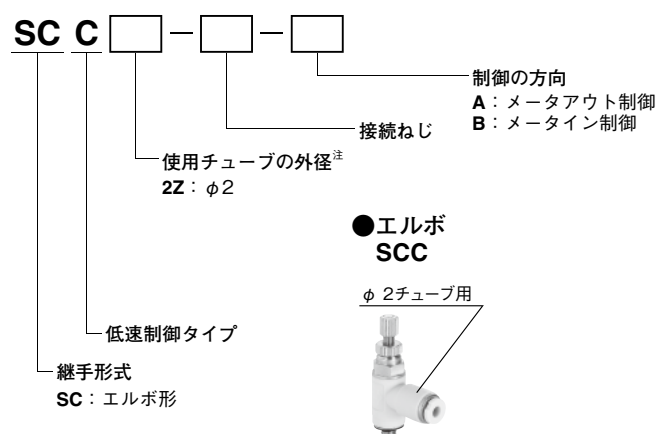 SC C □ − □ − □
制御の方向
A：メータアウト制御
B：メータイン制御
接続ねじ
使用チューブの外径注
2Z：φ2
●エルボ
SCC
φ 2チューブ用
低速制御タイプ
継手形式
SC：エルボ形